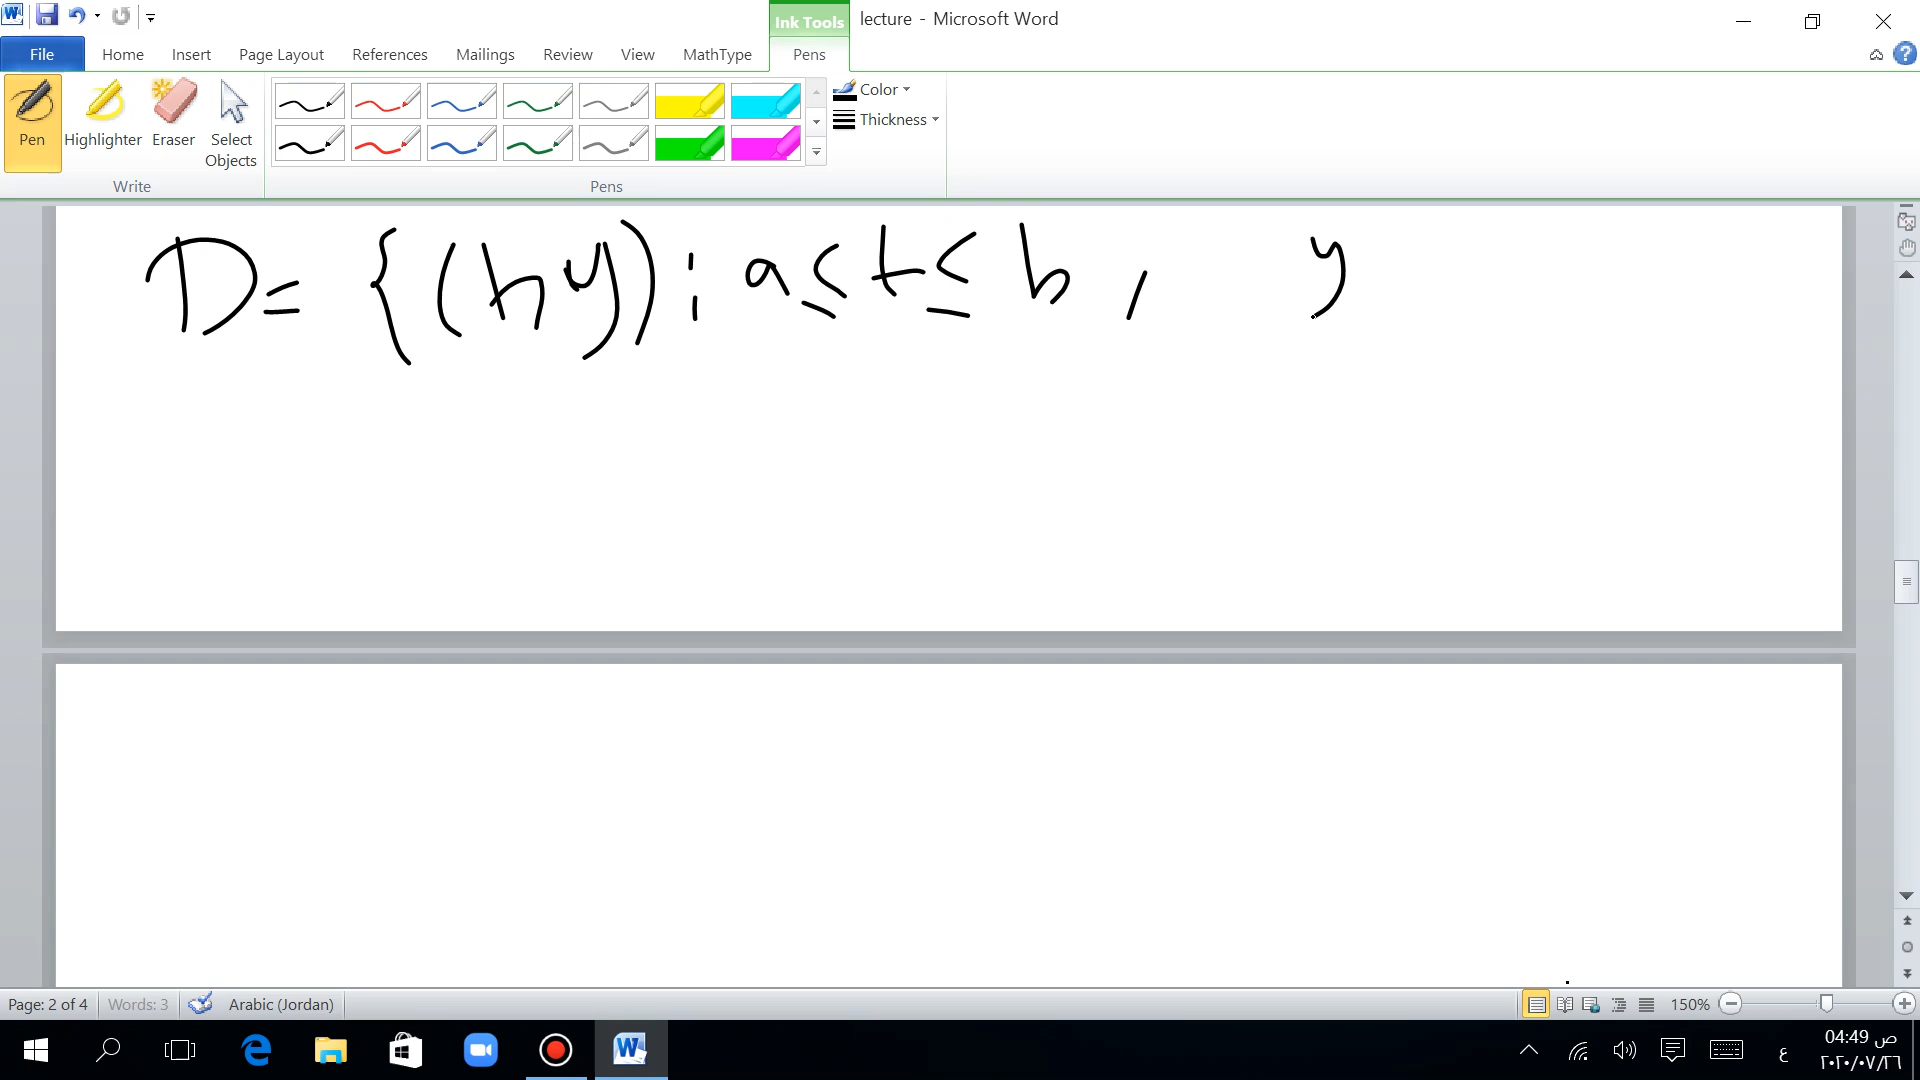 Ink Tools lecture - Microsoft Word
File Home Insert Page Layout References Mailings Review View MathType Pens
Pen Highlighter Eraser Select Objects Color Thickness
Write Pens
D = { (t, y) : a ≤ t ≤ b , y
Page: 2 of 4 Words: 3 Arabic (Jordan) 150%
ع 04:49 ص
٢٠٢٠/٠٧/٢٦